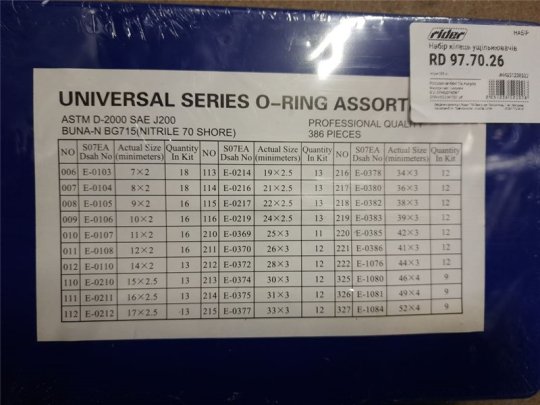 rider
НАБІР
Набір кілець ущільнювачів
RD 97.70.26
UNIVERSAL SERIES O-RING ASSORT
ASTM D-2000 SAE J200
BUNA-N BG715(NITRILE 70 SHORE)
PROFESSIONAL QUALITY
386 PIECES
NO S07EA Dsah No Actual Size (minimeters) Quantity In Kit NO S07EA Dsah No Actual Size (minimeters) Quantity In Kit NO S07EA Dsah No Actual Size (minimeters) Quantity In Kit
006 E-0103 7×2 18 113 E-0214 19×2.5 13 216 E-0378 34×3 12
007 E-0104 8×2 18 114 E-0216 21×2.5 13 217 E-0380 36×3 12
008 E-0105 9×2 16 115 E-0217 22×2.5 13 218 E-0382 38×3 12
009 E-0106 10×2 16 116 E-0219 24×2.5 13 219 E-0383 39×3 12
010 E-0107 11×2 16 210 E-0369 25×3 11 220 E-0385 42×3 12
011 E-0108 12×2 16 211 E-0370 26×3 12 221 E-0386 41×3 12
012 E-0110 14×2 13 212 E-0372 28×3 12 222 E-1076 44×3 12
110 E-0210 15×2.5 13 213 E-0374 30×3 12 325 E-1080 46×4 9
111 E-0211 16×2.5 13 214 E-0375 31×3 12 326 E-1081 49×4 9
112 E-0212 17×2.5 13 215 E-0377 33×3 12 327 E-1084 52×4 9